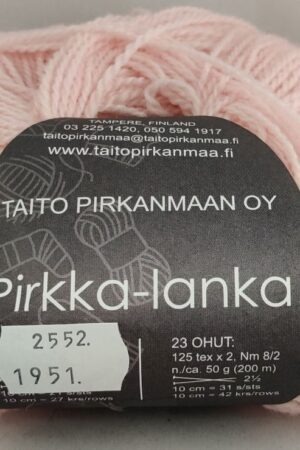 TAMPERE, FINLAND
03 225 1420, 050 594 1917
taitopirkanmaa@taitopirkanmaa.fi
www.taitopirkanmaa.fi
TAITO PIRKANMAAN OY
Pirkka-lanka
2552.
1951.
23 OHUT:
125 tex x 2, Nm 8/2
n./ca. 50 g (200 m)
2½
10 cm = 31 s/sts
10 cm = 42 krs/rows
10 cm = 27 krs/rows